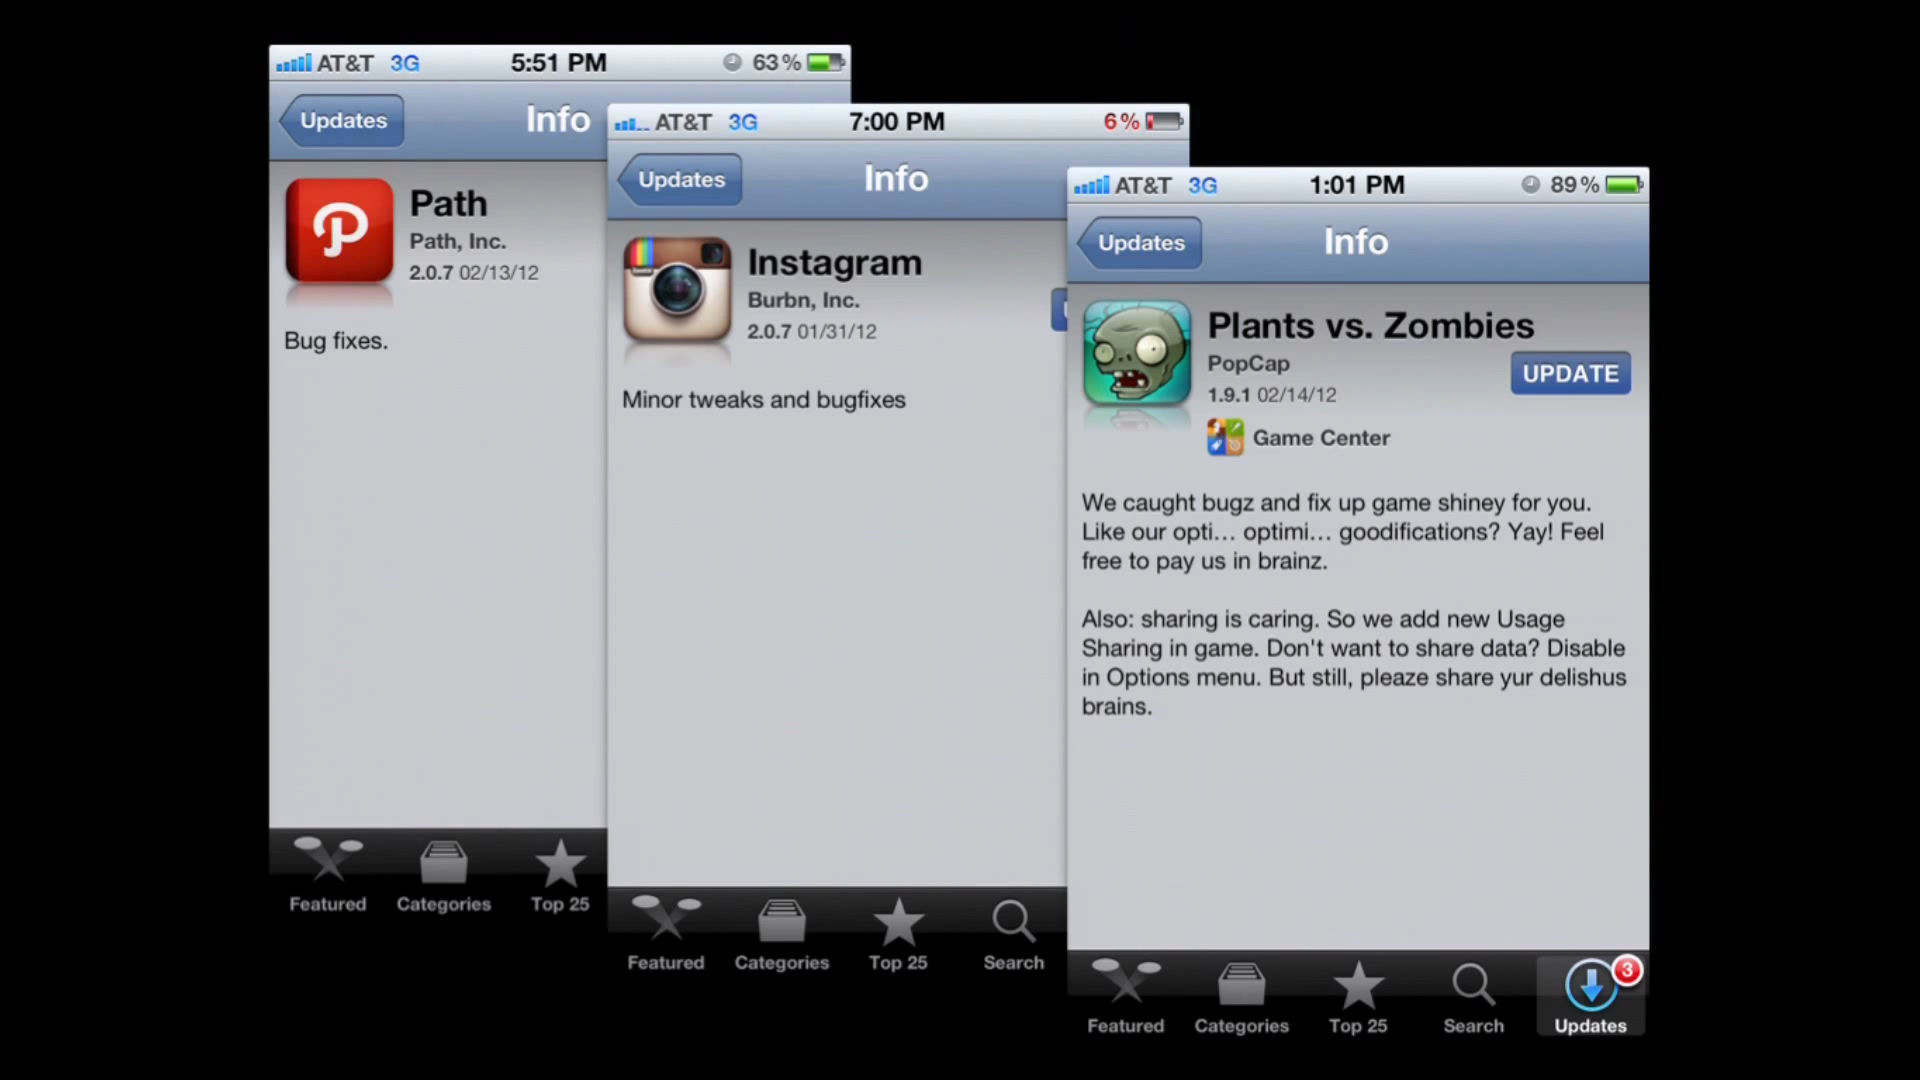 AT&T 3G 5:51 PM 63%
Updates Info
Path
Path, Inc.
2.0.7 02/13/12
Bug fixes.
Featured Categories Top 25
AT&T 3G 7:00 PM 6%
Updates Info
Instagram
Burbn, Inc.
2.0.7 01/31/12
Minor tweaks and bugfixes
Featured Categories Top 25 Search
AT&T 3G 1:01 PM 89%
Updates Info
Plants vs. Zombies
PopCap
UPDATE
1.9.1 02/14/12
Game Center
We caught bugz and fix up game shiney for you.
Like our opti… optimi… goodifications? Yay! Feel
free to pay us in brainz.
Also: sharing is caring. So we add new Usage
Sharing in game. Don't want to share data? Disable
in Options menu. But still, pleaze share yur delishus
brains.
3
Featured Categories Top 25 Search Updates